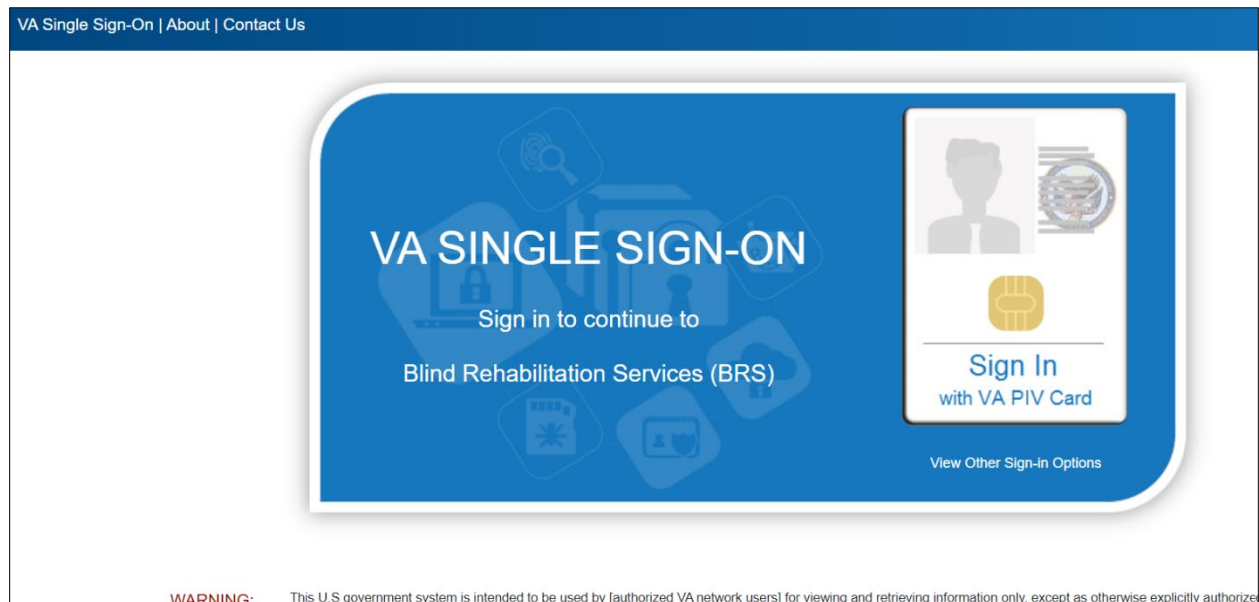 VA Single Sign-On | About | Contact Us
VA SINGLE SIGN-ON
Sign in to continue to
Blind Rehabilitation Services (BRS)
Sign In
with VA PIV Card
View Other Sign-in Options
WARNING: This U.S government system is intended to be used by [authorized VA network users] for viewing and retrieving information only, except as otherwise explicitly authorize